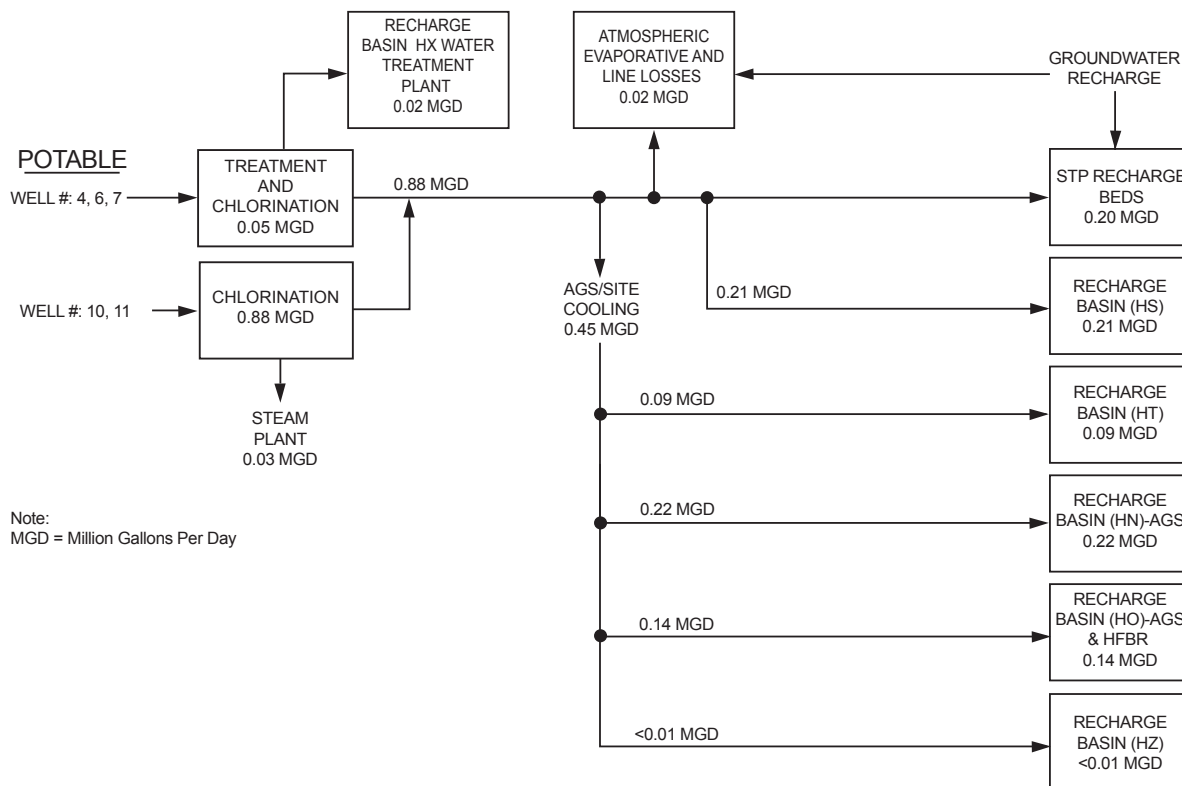 RECHARGE
BASIN HX WATER
TREATMENT
PLANT
0.02 MGD
ATMOSPHERIC
EVAPORATIVE AND
LINE LOSSES
0.02 MGD
GROUNDWATER
RECHARGE
POTABLE
WELL #: 4, 6, 7
TREATMENT
AND
CHLORINATION
0.05 MGD
0.88 MGD
STP RECHARGE
BEDS
0.20 MGD
WELL #: 10, 11
CHLORINATION
0.88 MGD
AGS/SITE
COOLING
0.45 MGD
0.21 MGD
RECHARGE
BASIN (HS)
0.21 MGD
STEAM
PLANT
0.03 MGD
0.09 MGD
RECHARGE
BASIN (HT)
0.09 MGD
Note:
MGD = Million Gallons Per Day
0.22 MGD
RECHARGE
BASIN (HN)-AGS
0.22 MGD
0.14 MGD
RECHARGE
BASIN (HO)-AGS
& HFBR
0.14 MGD
<0.01 MGD
RECHARGE
BASIN (HZ)
<0.01 MGD